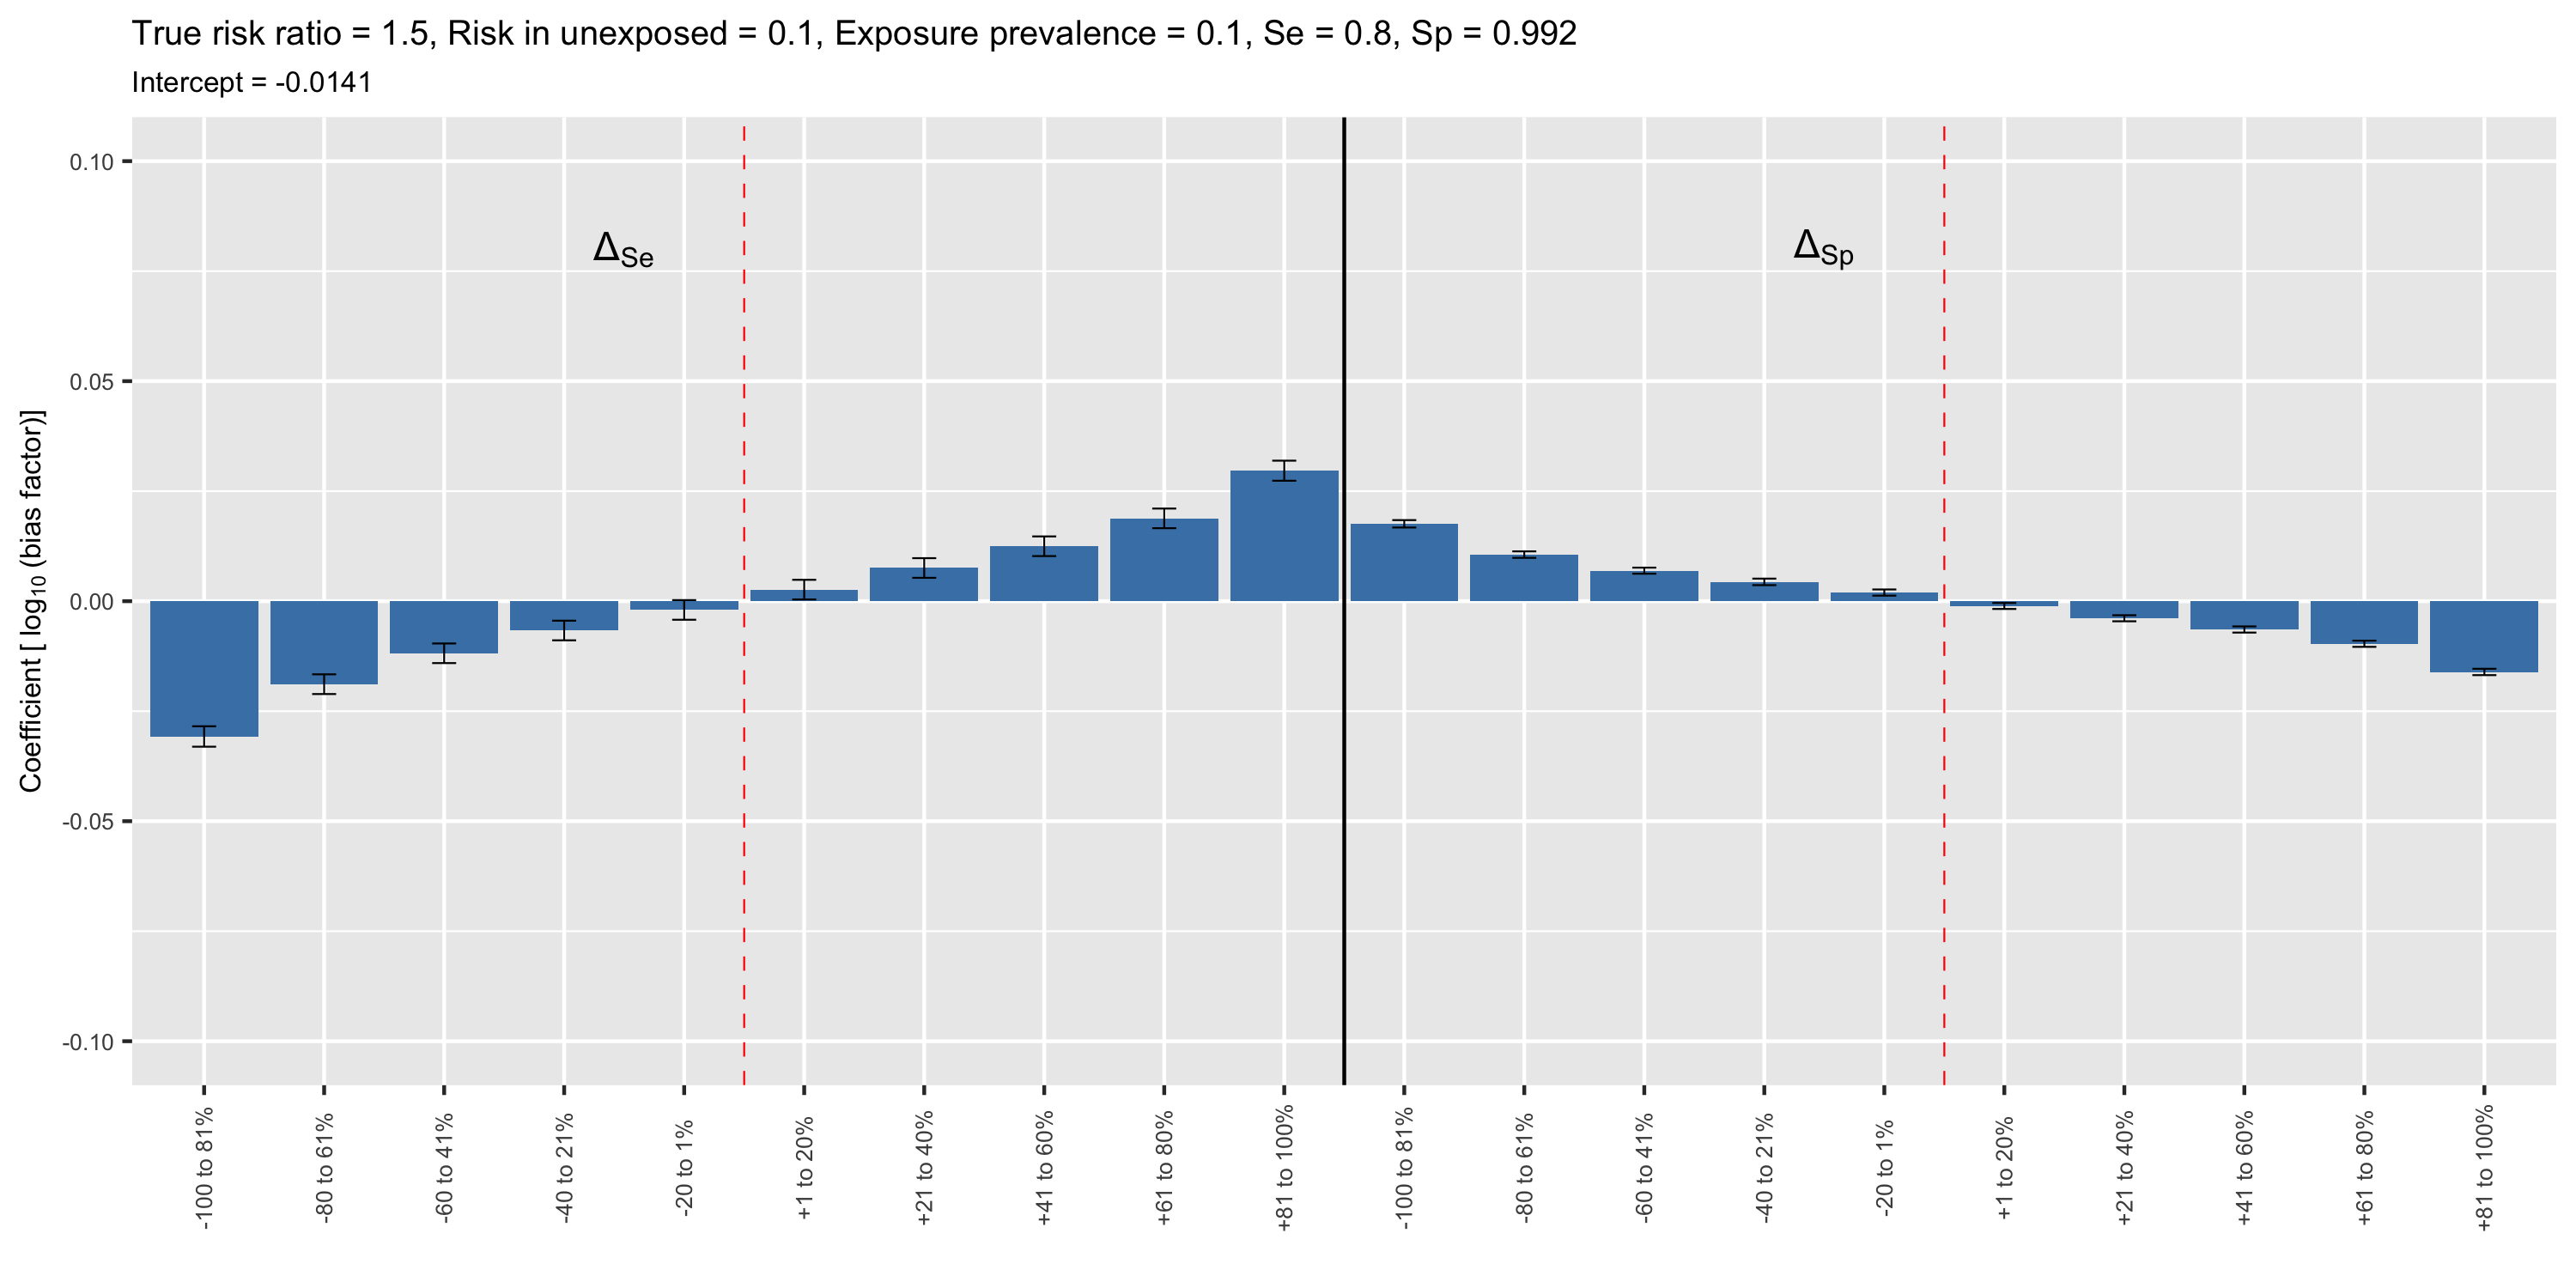 True risk ratio = 1.5, Risk in unexposed = 0.1, Exposure prevalence = 0.1, Se = 0.8, Sp = 0.992
Intercept = -0.0141
Coefficient [ log₁₀ (bias factor)]
0.10
0.05
0.00
-0.05
-0.10
Δ_Se
Δ_Sp
-100 to 81%
-80 to 61%
-60 to 41%
-40 to 21%
-20 to 1%
+1 to 20%
+21 to 40%
+41 to 60%
+61 to 80%
+81 to 100%
-100 to 81%
-80 to 61%
-60 to 41%
-40 to 21%
-20 to 1%
+1 to 20%
+21 to 40%
+41 to 60%
+61 to 80%
+81 to 100%